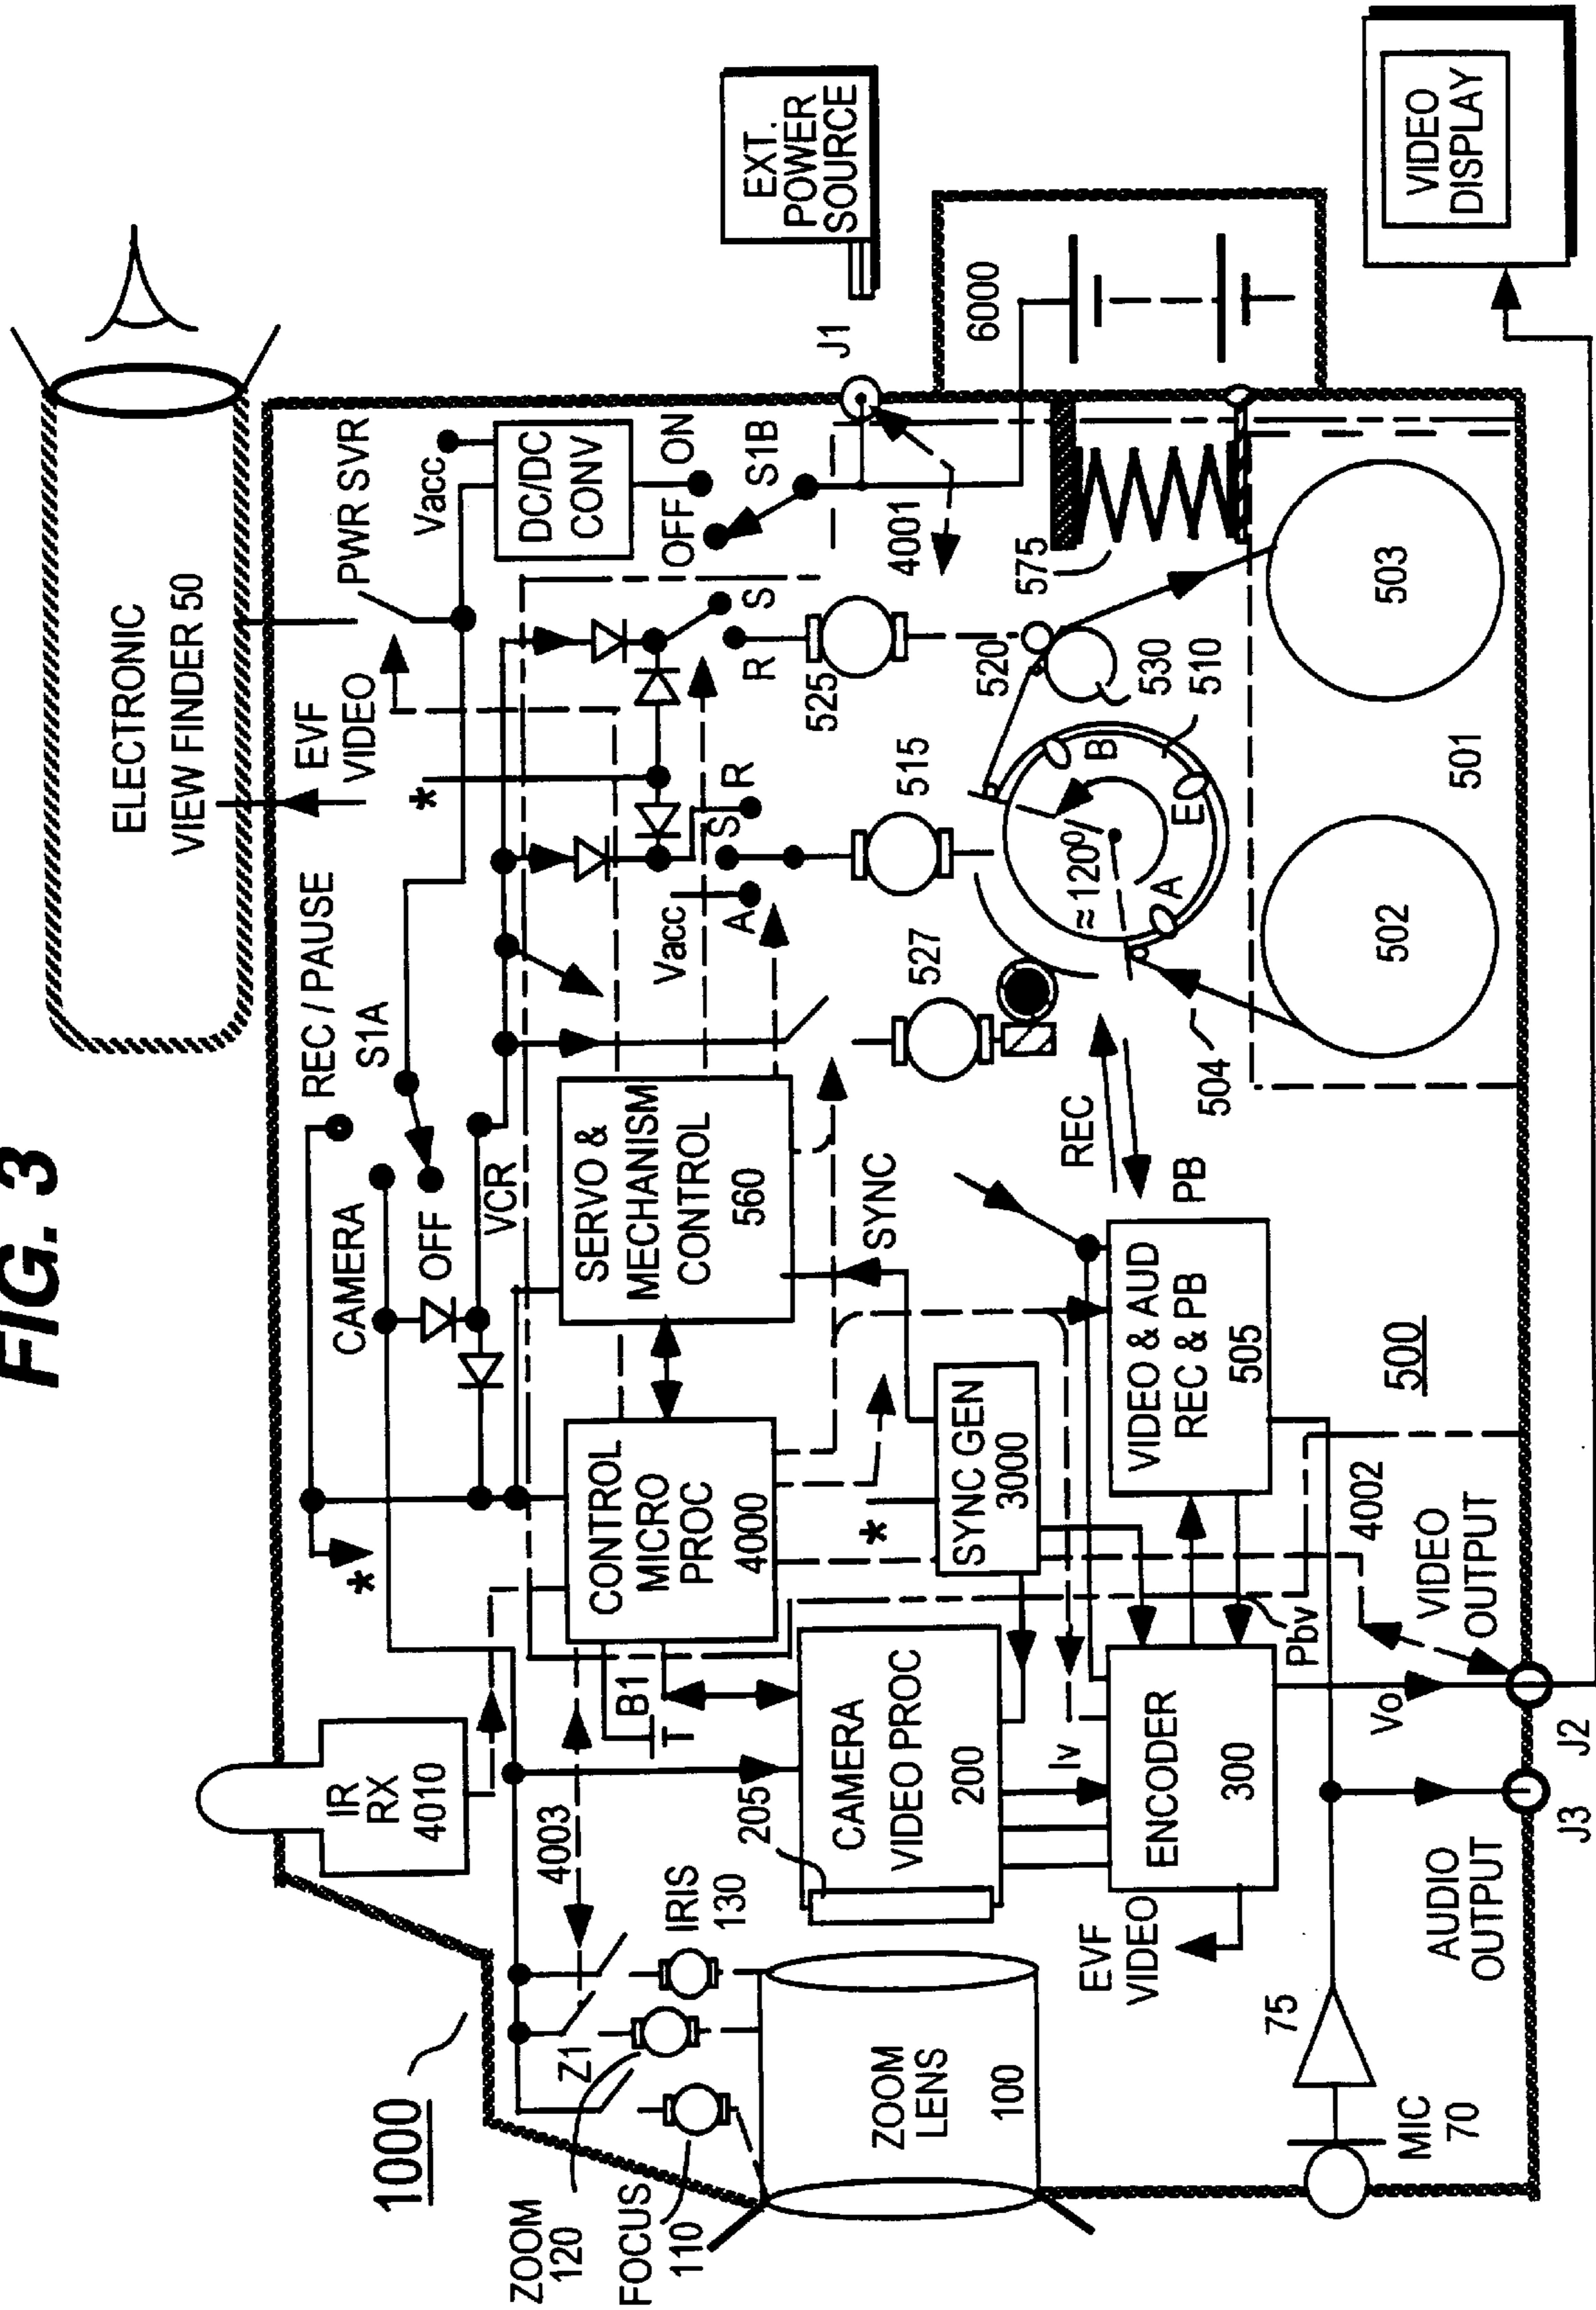 FIG. 3
ELECTRONIC
VIEW FINDER 50
EVF
VIDEO
PWR SVR
REC / PAUSE
S1A
CAMERA
OFF
VCR
*
IR
RX
4010
1000
ZOOM
120
FOCUS
110
Z1
IRIS
130
4003
B1
205
CONTROL
MICRO
PROC
4000
SERVO &
MECHANISM
CONTROL
560
SYNC
*
Vacc
A
S
R
*
R
S
Vacc
DC/DC
CONV
OFF
ON
S1B
J1
4001
EXT.
POWER
SOURCE
6000
575
525
515
527
520
530
510
≈ 120º
A
B
E
504
501
502
503
REC
PB
CAMERA
VIDEO PROC
200
SYNC GEN
3000
Iv
ENCODER
300
VIDEO & AUD
REC & PB
505
500
4002
Pbv
Vo
EVF
VIDEO
ZOOM
LENS
100
MIC
70
75
AUDIO
OUTPUT
VIDEO
OUTPUT
J3
J2
VIDEO
DISPLAY